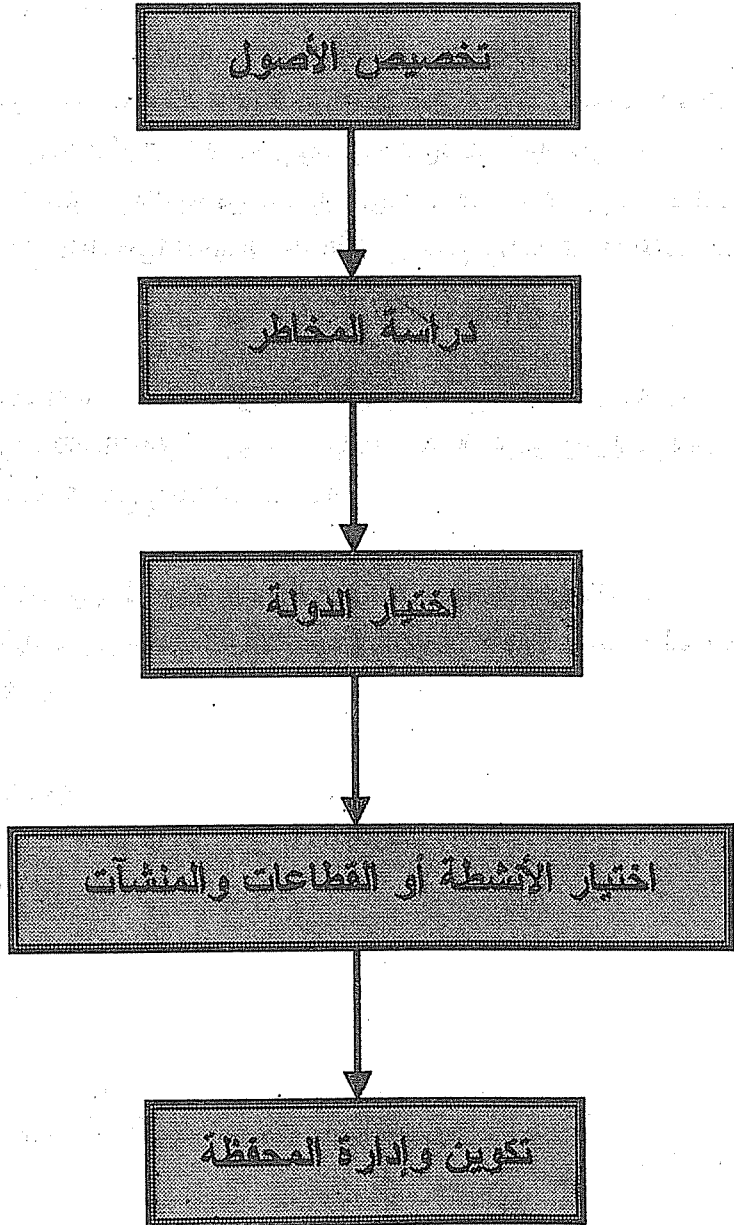 تخصيص الأصول
دراسة المخاطر
اختيار الدولة
اختيار الأنشطة أو القطاعات والمنشآت
تكوين وإدارة المحفظة